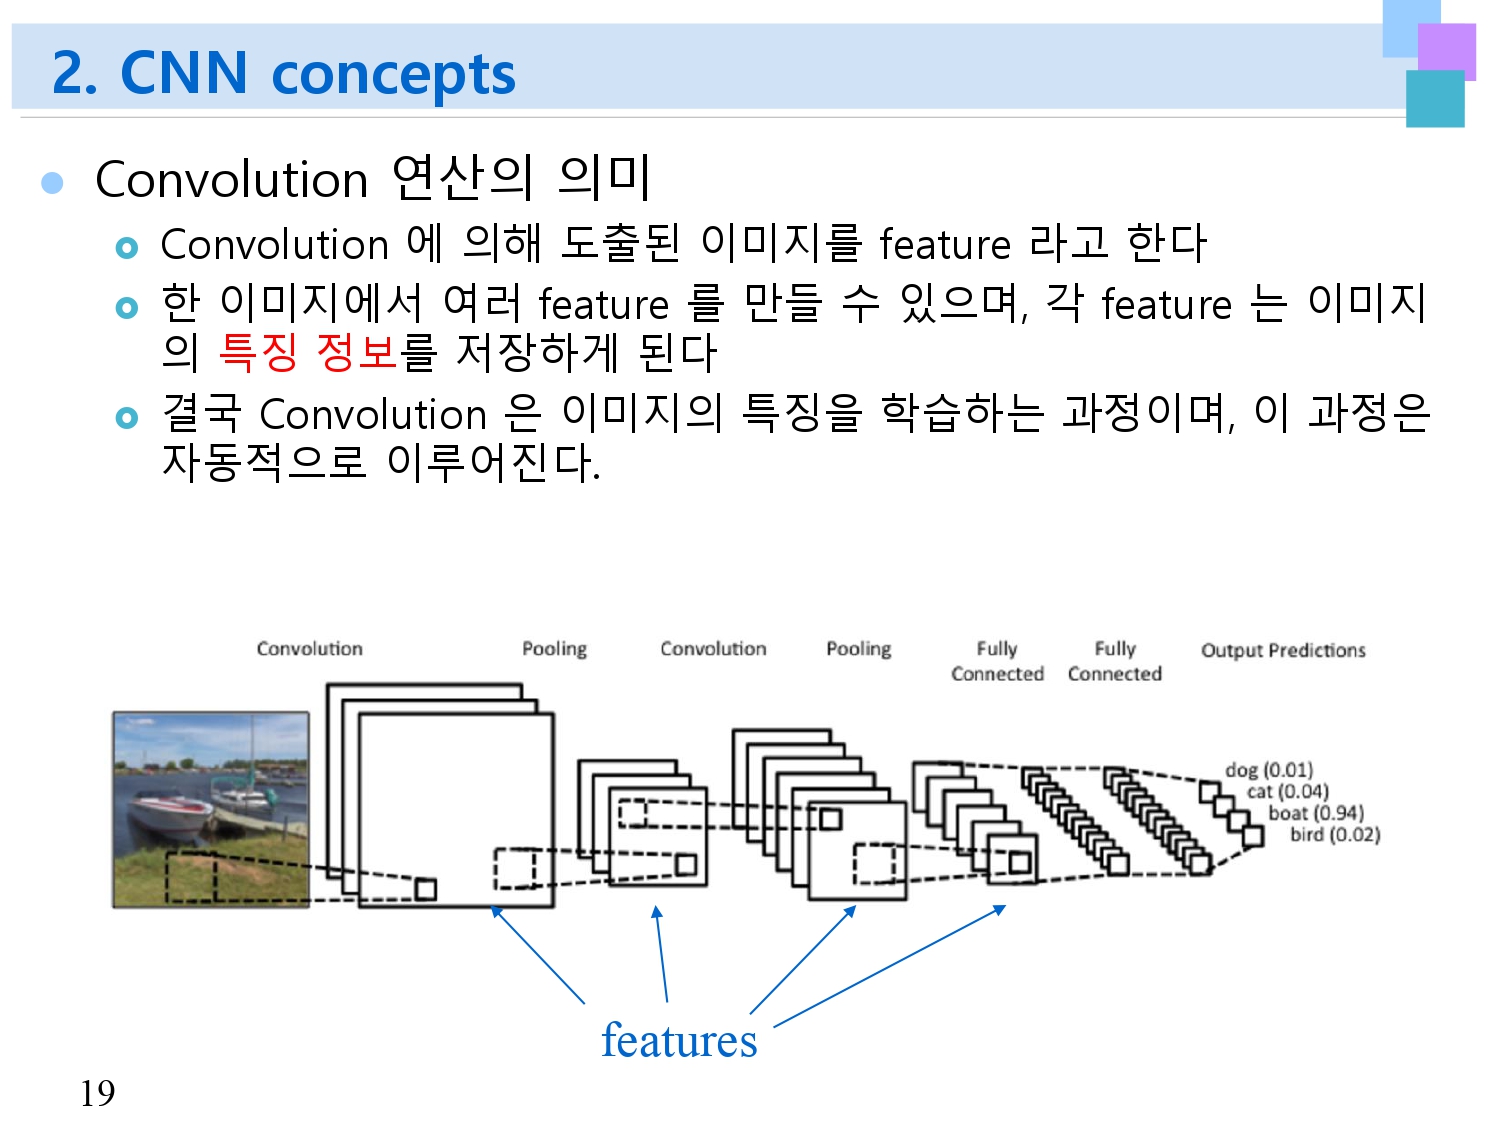 2. CNN concepts
Convolution 연산의 의미
Convolution 에 의해 도출된 이미지를 feature 라고 한다
한 이미지에서 여러 feature 를 만들 수 있으며, 각 feature 는 이미지
의 특징 정보를 저장하게 된다
결국 Convolution 은 이미지의 특징을 학습하는 과정이며, 이 과정은
자동적으로 이루어진다.
Convolution
Pooling
Convolution
Pooling
Fully
Connected
Fully
Connected
Output Predictions
dog (0.01)
cat (0.04)
boat (0.94)
bird (0.02)
features
19